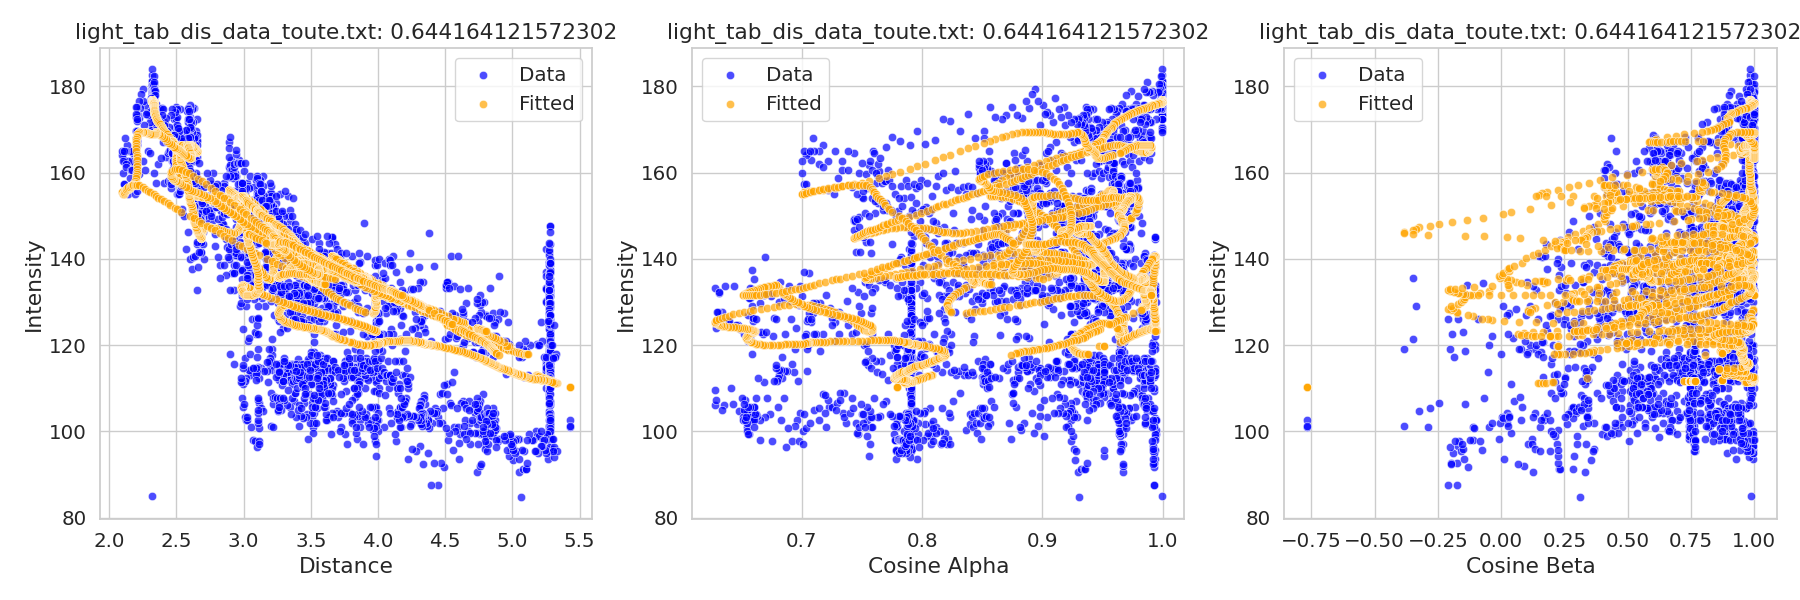 light_tab_dis_data_toute.txt: 0.644164121572302
Data
Fitted
Intensity
180
160
140
120
100
80
2.0 2.5 3.0 3.5 4.0 4.5 5.0 5.5
Distance
light_tab_dis_data_toute.txt: 0.644164121572302
Data
Fitted
Intensity
180
160
140
120
100
80
0.7 0.8 0.9 1.0
Cosine Alpha
light_tab_dis_data_toute.txt: 0.644164121572302
Data
Fitted
Intensity
180
160
140
120
100
80
−0.75 −0.50 −0.25 0.00 0.25 0.50 0.75 1.00
Cosine Beta